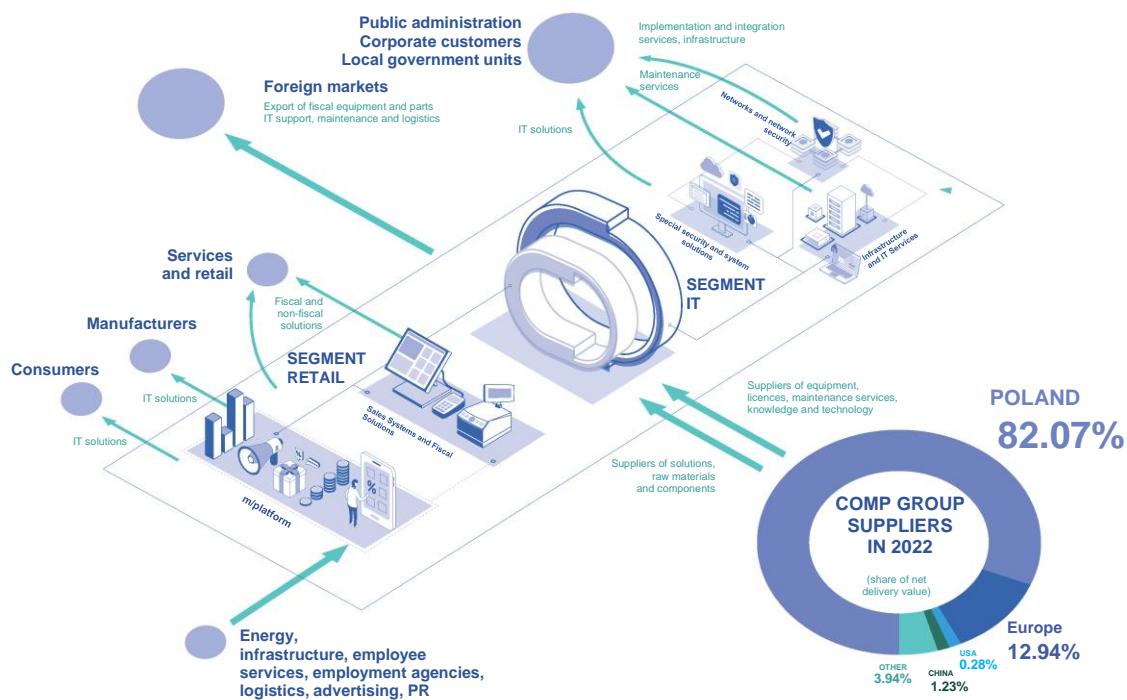 Public administration
Corporate customers
Local government units
Implementation and integration
services, infrastructure
Maintenance
services
Foreign markets
Export of fiscal equipment and parts
IT support, maintenance and logistics
IT solutions
Networks and network
security
Special security and system
solutions
Infrastructure
and IT Services
SEGMENT
IT
Services
and retail
Fiscal and
non-fiscal
solutions
Manufacturers
SEGMENT
RETAIL
Consumers
IT solutions
IT solutions
Sales Systems and Fiscal
Solutions
%
m/platform
Suppliers of equipment,
licences, maintenance services,
knowledge and technology
Suppliers of solutions,
raw materials
and components
POLAND
82.07%
COMP GROUP
SUPPLIERS
IN 2022
(share of net
delivery value)
Europe
12.94%
USA
0.28%
CHINA
1.23%
OTHER
3.94%
Energy,
infrastructure, employee
services, employment agencies,
logistics, advertising, PR